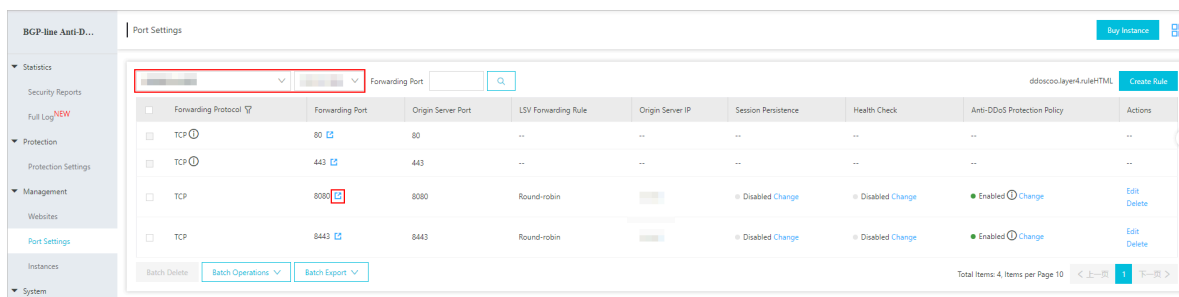 BGP-line Anti-D...
Port Settings
Buy Instance
Statistics
Security Reports
Full Log NEW
Protection
Protection Settings
Management
Websites
Port Settings
Instances
System
Forwarding Port
ddoscoo.layer4.ruleHTML
Create Rule
Forwarding Protocol Forwarding Port Origin Server Port LSV Forwarding Rule Origin Server IP Session Persistence Health Check Anti-DDoS Protection Policy Actions
TCP 80 80 -- -- -- -- -- --
TCP 443 443 -- -- -- -- -- --
TCP 8080 8080 Round-robin Disabled Change Disabled Change Enabled Change Edit
Delete
TCP 8443 8443 Round-robin Disabled Change Disabled Change Enabled Change Edit
Delete
Batch Delete Batch Operations Batch Export Total Items: 4, Items per Page 10 上一页 1 下一页